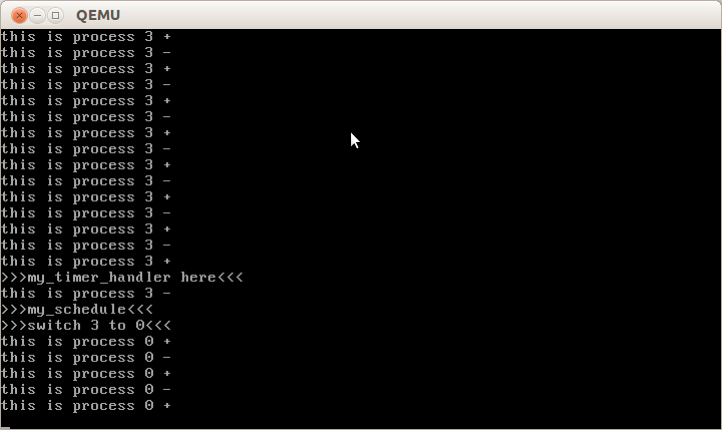 QEMU
this is process 3 +
this is process 3 -
this is process 3 +
this is process 3 -
this is process 3 +
this is process 3 -
this is process 3 +
this is process 3 -
this is process 3 +
this is process 3 -
this is process 3 +
this is process 3 -
this is process 3 +
this is process 3 -
this is process 3 +
>>>my_timer_handler here<<<
this is process 3 -
>>>my_schedule<<<
>>>switch 3 to 0<<<
this is process 0 +
this is process 0 -
this is process 0 +
this is process 0 -
this is process 0 +